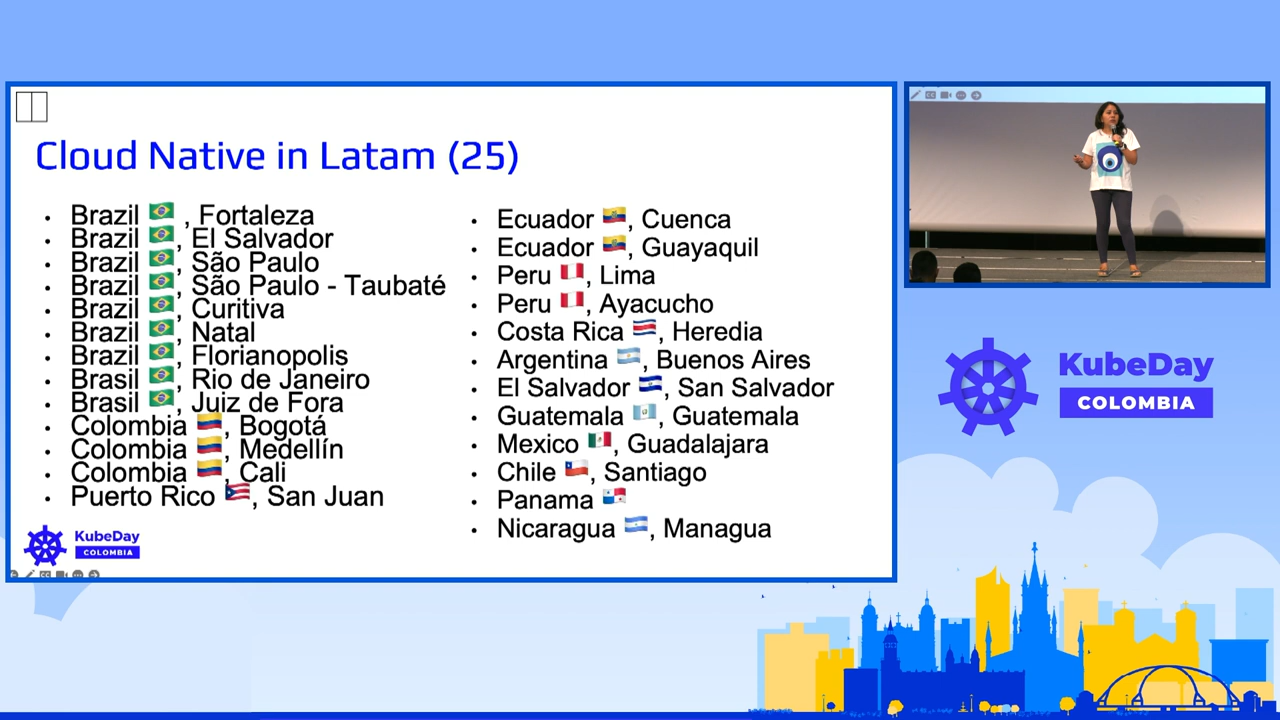 Cloud Native in Latam (25)
Brazil 🇧🇷 , Fortaleza
Brazil 🇧🇷, El Salvador
Brazil 🇧🇷, São Paulo
Brazil 🇧🇷, São Paulo - Taubaté
Brazil 🇧🇷, Curitiva
Brazil 🇧🇷, Natal
Brazil 🇧🇷, Florianopolis
Brasil 🇧🇷, Rio de Janeiro
Brasil 🇧🇷, Juiz de Fora
Colombia 🇨🇴, Bogotá
Colombia 🇨🇴, Medellín
Colombia 🇨🇴, Cali
Puerto Rico 🇵🇷, San Juan
Ecuador 🇪🇨, Cuenca
Ecuador 🇪🇨, Guayaquil
Peru 🇵🇪, Lima
Peru 🇵🇪, Ayacucho
Costa Rica 🇨🇷, Heredia
Argentina 🇦🇷, Buenos Aires
El Salvador 🇸🇻, San Salvador
Guatemala 🇬🇹, Guatemala
Mexico 🇲🇽, Guadalajara
Chile 🇨🇱, Santiago
Panama 🇵🇦
Nicaragua 🇳🇮, Managua
KubeDay
COLOMBIA
KubeDay
COLOMBIA